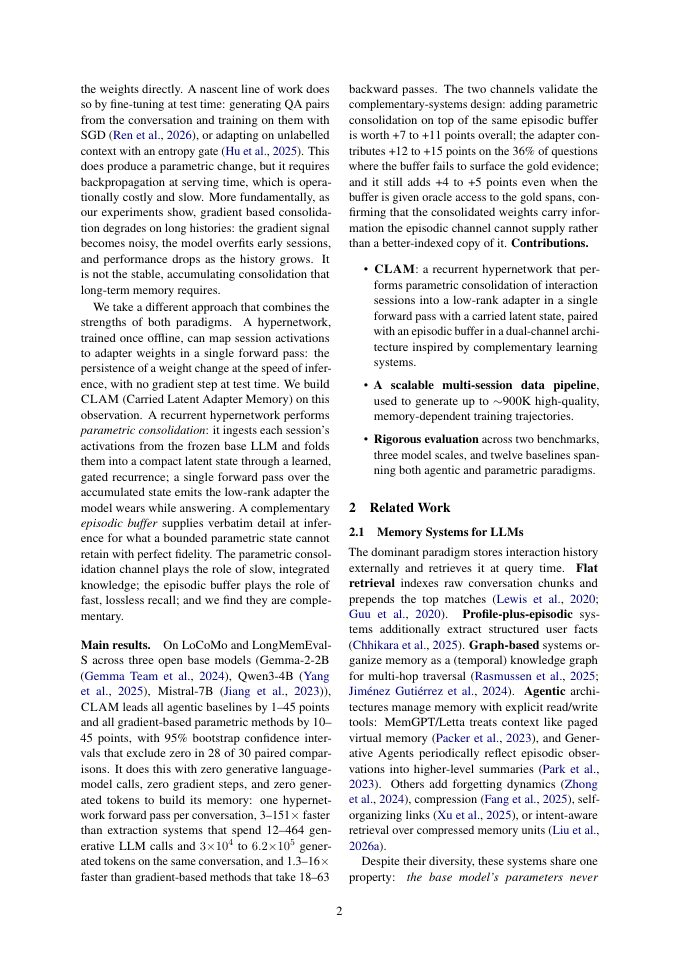 the weights directly. A nascent line of work does
so by fine-tuning at test time: generating QA pairs
from the conversation and training on them with
SGD (Ren et al., 2026), or adapting on unlabelled
context with an entropy gate (Hu et al., 2025). This
does produce a parametric change, but it requires
backpropagation at serving time, which is opera-
tionally costly and slow. More fundamentally, as
our experiments show, gradient based consolida-
tion degrades on long histories: the gradient signal
becomes noisy, the model overfits early sessions,
and performance drops as the history grows. It
is not the stable, accumulating consolidation that
long-term memory requires.
We take a different approach that combines the
strengths of both paradigms. A hypernetwork,
trained once offline, can map session activations
to adapter weights in a single forward pass: the
persistence of a weight change at the speed of infer-
ence, with no gradient step at test time. We build
CLAM (Carried Latent Adapter Memory) on this
observation. A recurrent hypernetwork performs
parametric consolidation: it ingests each session's
activations from the frozen base LLM and folds
them into a compact latent state through a learned,
gated recurrence; a single forward pass over the
accumulated state emits the low-rank adapter the
model wears while answering. A complementary
episodic buffer supplies verbatim detail at infer-
ence for what a bounded parametric state cannot
retain with perfect fidelity. The parametric consol-
idation channel plays the role of slow, integrated
knowledge; the episodic buffer plays the role of
fast, lossless recall; and we find they are comple-
mentary.
Main results. On LoCoMo and LongMemEval-
S across three open base models (Gemma-2-2B
(Gemma Team et al., 2024), Qwen3-4B (Yang
et al., 2025), Mistral-7B (Jiang et al., 2023)),
CLAM leads all agentic baselines by 1–45 points
and all gradient-based parametric methods by 10–
45 points, with 95% bootstrap confidence inter-
vals that exclude zero in 28 of 30 paired compar-
isons. It does this with zero generative language-
model calls, zero gradient steps, and zero gener-
ated tokens to build its memory: one hypernet-
work forward pass per conversation, 3–151× faster
than extraction systems that spend 12–464 gen-
erative LLM calls and 3×10⁴ to 6.2×10⁵ gener-
ated tokens on the same conversation, and 1.3–16×
faster than gradient-based methods that take 18–63
backward passes. The two channels validate the
complementary-systems design: adding parametric
consolidation on top of the same episodic buffer
is worth +7 to +11 points overall; the adapter con-
tributes +12 to +15 points on the 36% of questions
where the buffer fails to surface the gold evidence;
and it still adds +4 to +5 points even when the
buffer is given oracle access to the gold spans, con-
firming that the consolidated weights carry infor-
mation the episodic channel cannot supply rather
than a better-indexed copy of it. Contributions.
• CLAM: a recurrent hypernetwork that per-
forms parametric consolidation of interaction
sessions into a low-rank adapter in a single
forward pass with a carried latent state, paired
with an episodic buffer in a dual-channel archi-
tecture inspired by complementary learning
systems.
• A scalable multi-session data pipeline,
used to generate up to ∼900K high-quality,
memory-dependent training trajectories.
• Rigorous evaluation across two benchmarks,
three model scales, and twelve baselines span-
ning both agentic and parametric paradigms.
2 Related Work
2.1 Memory Systems for LLMs
The dominant paradigm stores interaction history
externally and retrieves it at query time. Flat
retrieval indexes raw conversation chunks and
prepends the top matches (Lewis et al., 2020;
Guu et al., 2020). Profile-plus-episodic sys-
tems additionally extract structured user facts
(Chhikara et al., 2025). Graph-based systems or-
ganize memory as a (temporal) knowledge graph
for multi-hop traversal (Rasmussen et al., 2025;
Jiménez Gutiérrez et al., 2024). Agentic archi-
tectures manage memory with explicit read/write
tools: MemGPT/Letta treats context like paged
virtual memory (Packer et al., 2023), and Gener-
ative Agents periodically reflect episodic obser-
vations into higher-level summaries (Park et al.,
2023). Others add forgetting dynamics (Zhong
et al., 2024), compression (Fang et al., 2025), self-
organizing links (Xu et al., 2025), or intent-aware
retrieval over compressed memory units (Liu et al.,
2026a).
Despite their diversity, these systems share one
property: the base model's parameters never
2